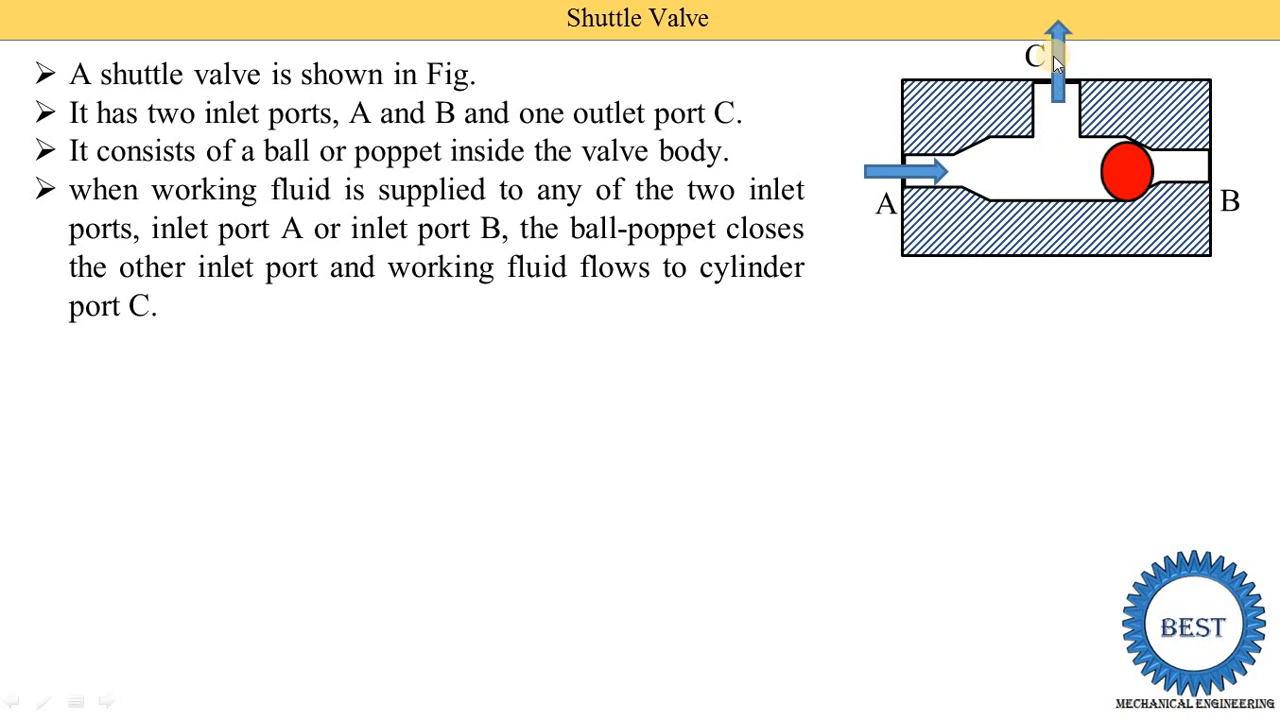 Shuttle Valve
➢ A shuttle valve is shown in Fig.
➢ It has two inlet ports, A and B and one outlet port C.
➢ It consists of a ball or poppet inside the valve body.
➢ when working fluid is supplied to any of the two inlet
ports, inlet port A or inlet port B, the ball-poppet closes
the other inlet port and working fluid flows to cylinder
port C.
C
A
B
BEST
MECHANICAL ENGINEERING